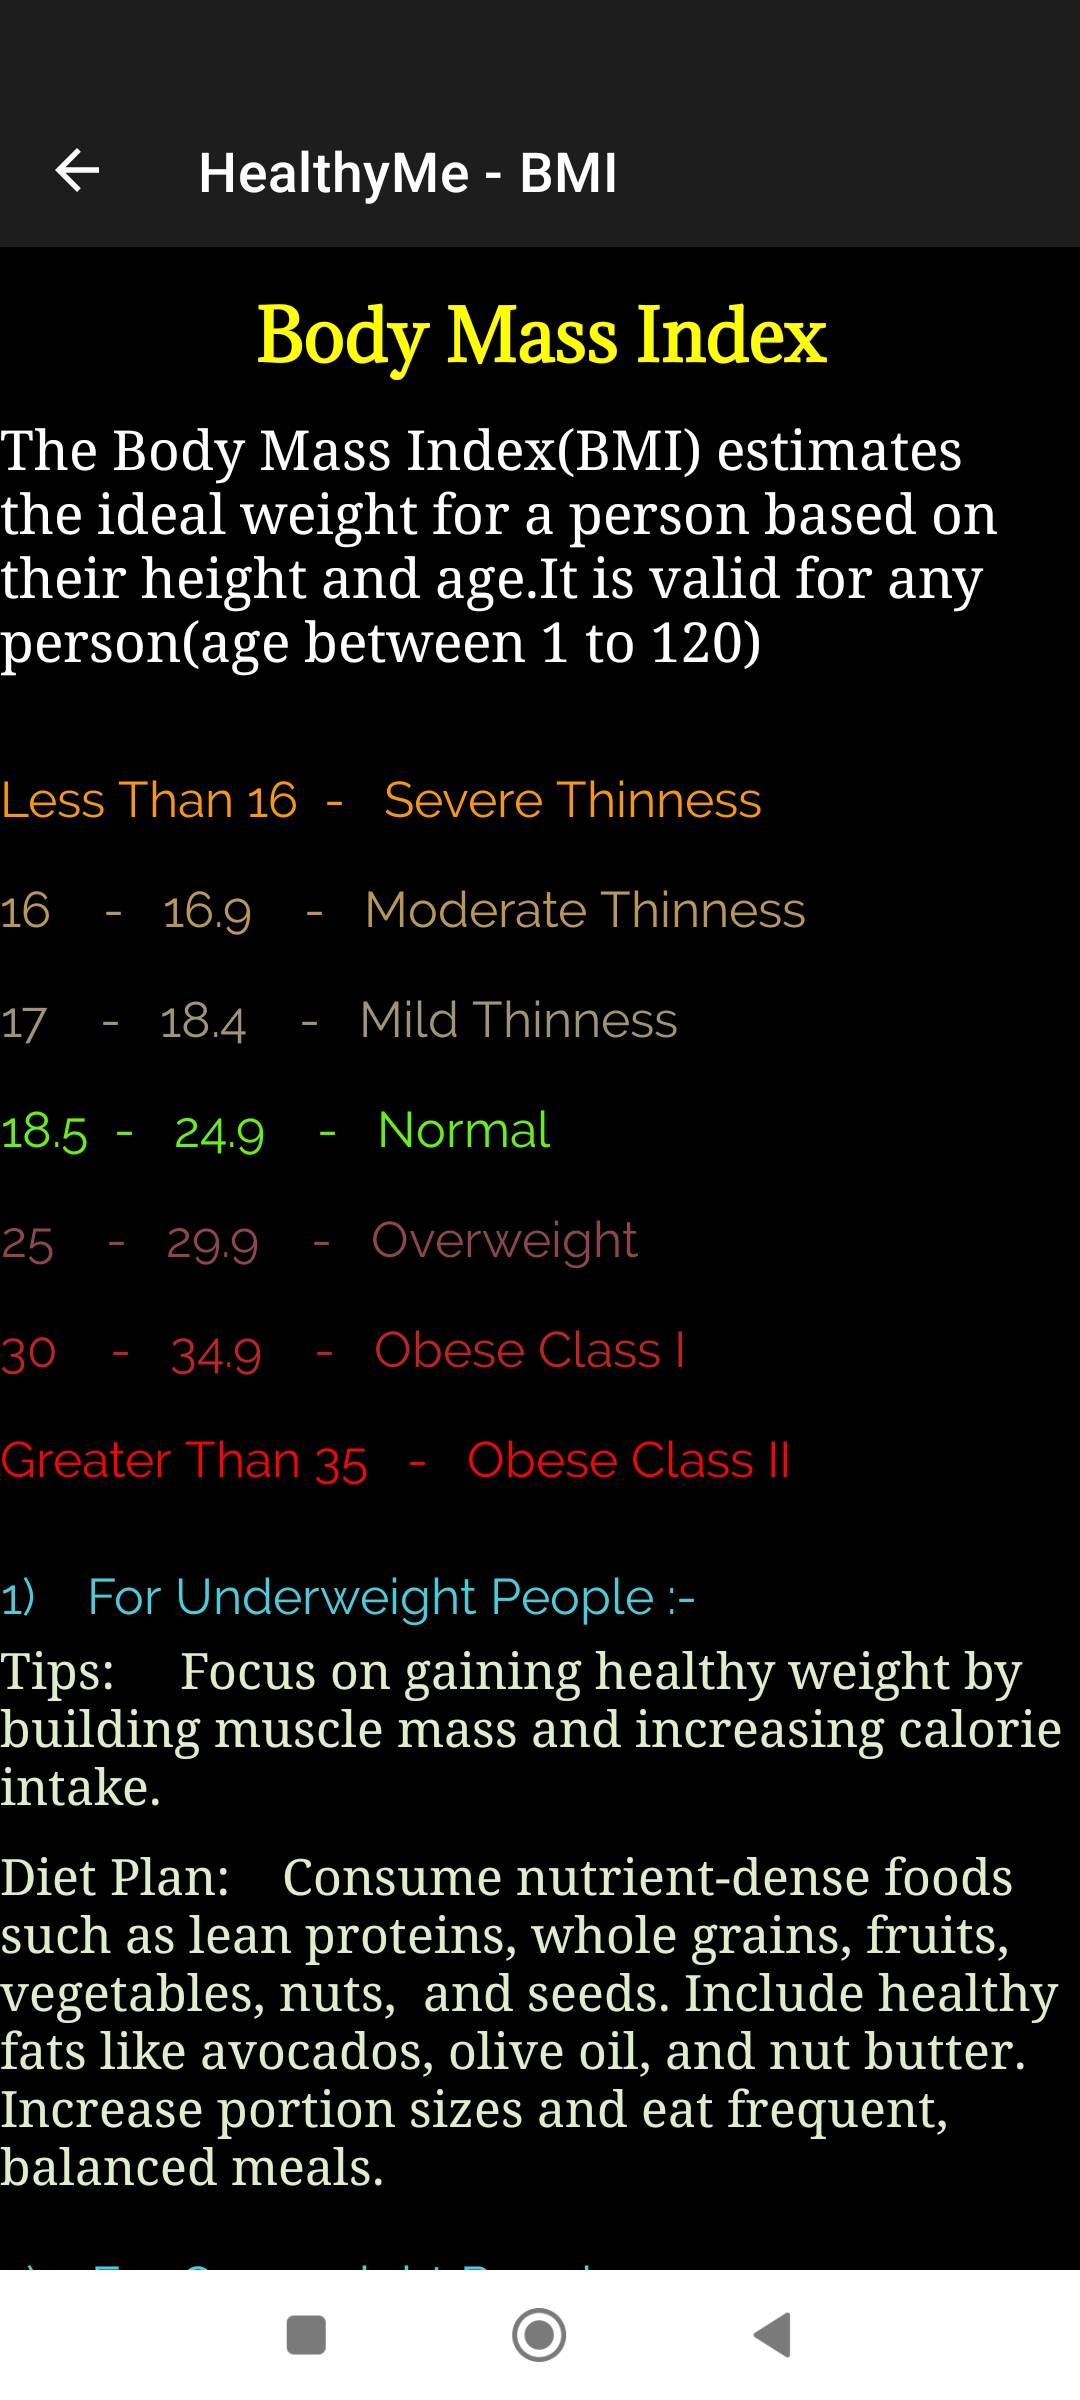 HealthyMe - BMI
Body Mass Index
The Body Mass Index(BMI) estimates
the ideal weight for a person based on
their height and age.It is valid for any
person(age between 1 to 120)
Less Than 16 - Severe Thinness
16 - 16.9 - Moderate Thinness
17 - 18.4 - Mild Thinness
18.5 - 24.9 - Normal
25 - 29.9 - Overweight
30 - 34.9 - Obese Class I
Greater Than 35 - Obese Class II
1) For Underweight People :-
Tips: Focus on gaining healthy weight by
building muscle mass and increasing calorie
intake.
Diet Plan: Consume nutrient-dense foods
such as lean proteins, whole grains, fruits,
vegetables, nuts, and seeds. Include healthy
fats like avocados, olive oil, and nut butter.
Increase portion sizes and eat frequent,
balanced meals.